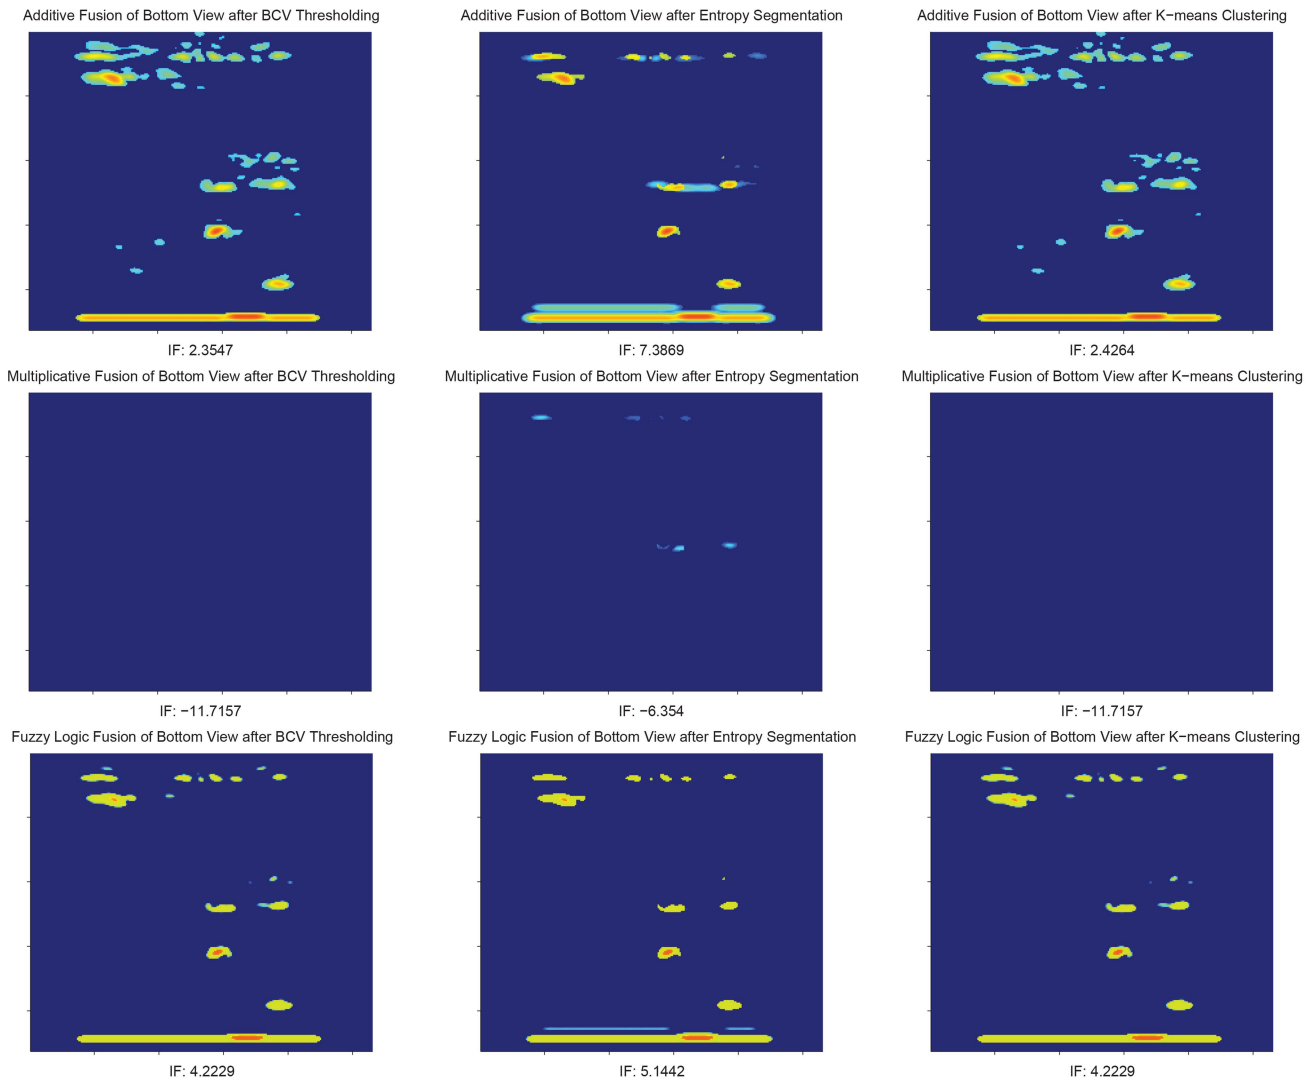 Additive Fusion of Bottom View after BCV Thresholding
Additive Fusion of Bottom View after Entropy Segmentation
Additive Fusion of Bottom View after K−means Clustering
IF: 2.3547
IF: 7.3869
IF: 2.4264
Multiplicative Fusion of Bottom View after BCV Thresholding
Multiplicative Fusion of Bottom View after Entropy Segmentation
Multiplicative Fusion of Bottom View after K−means Clustering
IF: −11.7157
IF: −6.354
IF: −11.7157
Fuzzy Logic Fusion of Bottom View after BCV Thresholding
Fuzzy Logic Fusion of Bottom View after Entropy Segmentation
Fuzzy Logic Fusion of Bottom View after K−means Clustering
IF: 4.2229
IF: 5.1442
IF: 4.2229